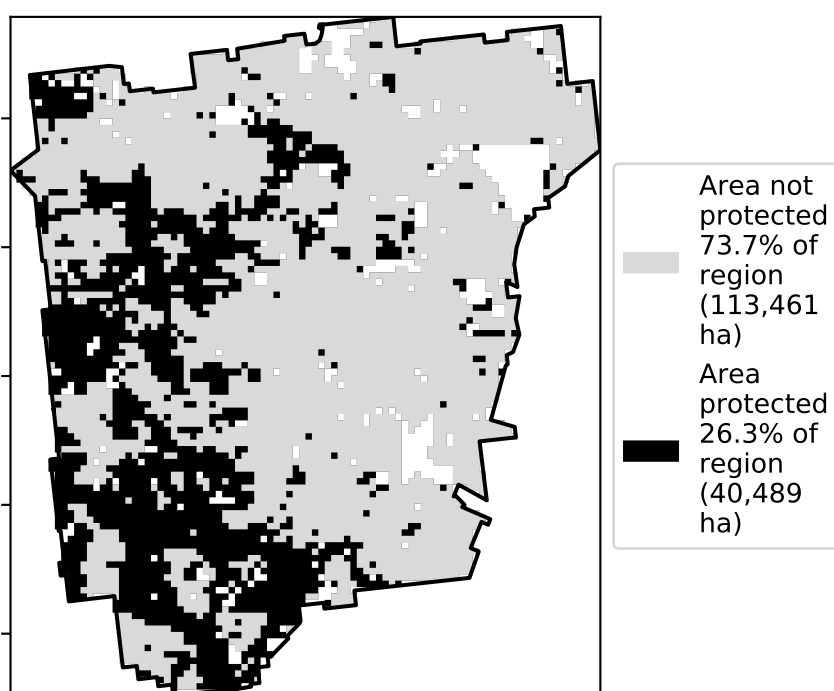 Area not
protected
73.7% of
region
(113,461
ha)
Area
protected
26.3% of
region
(40,489
ha)